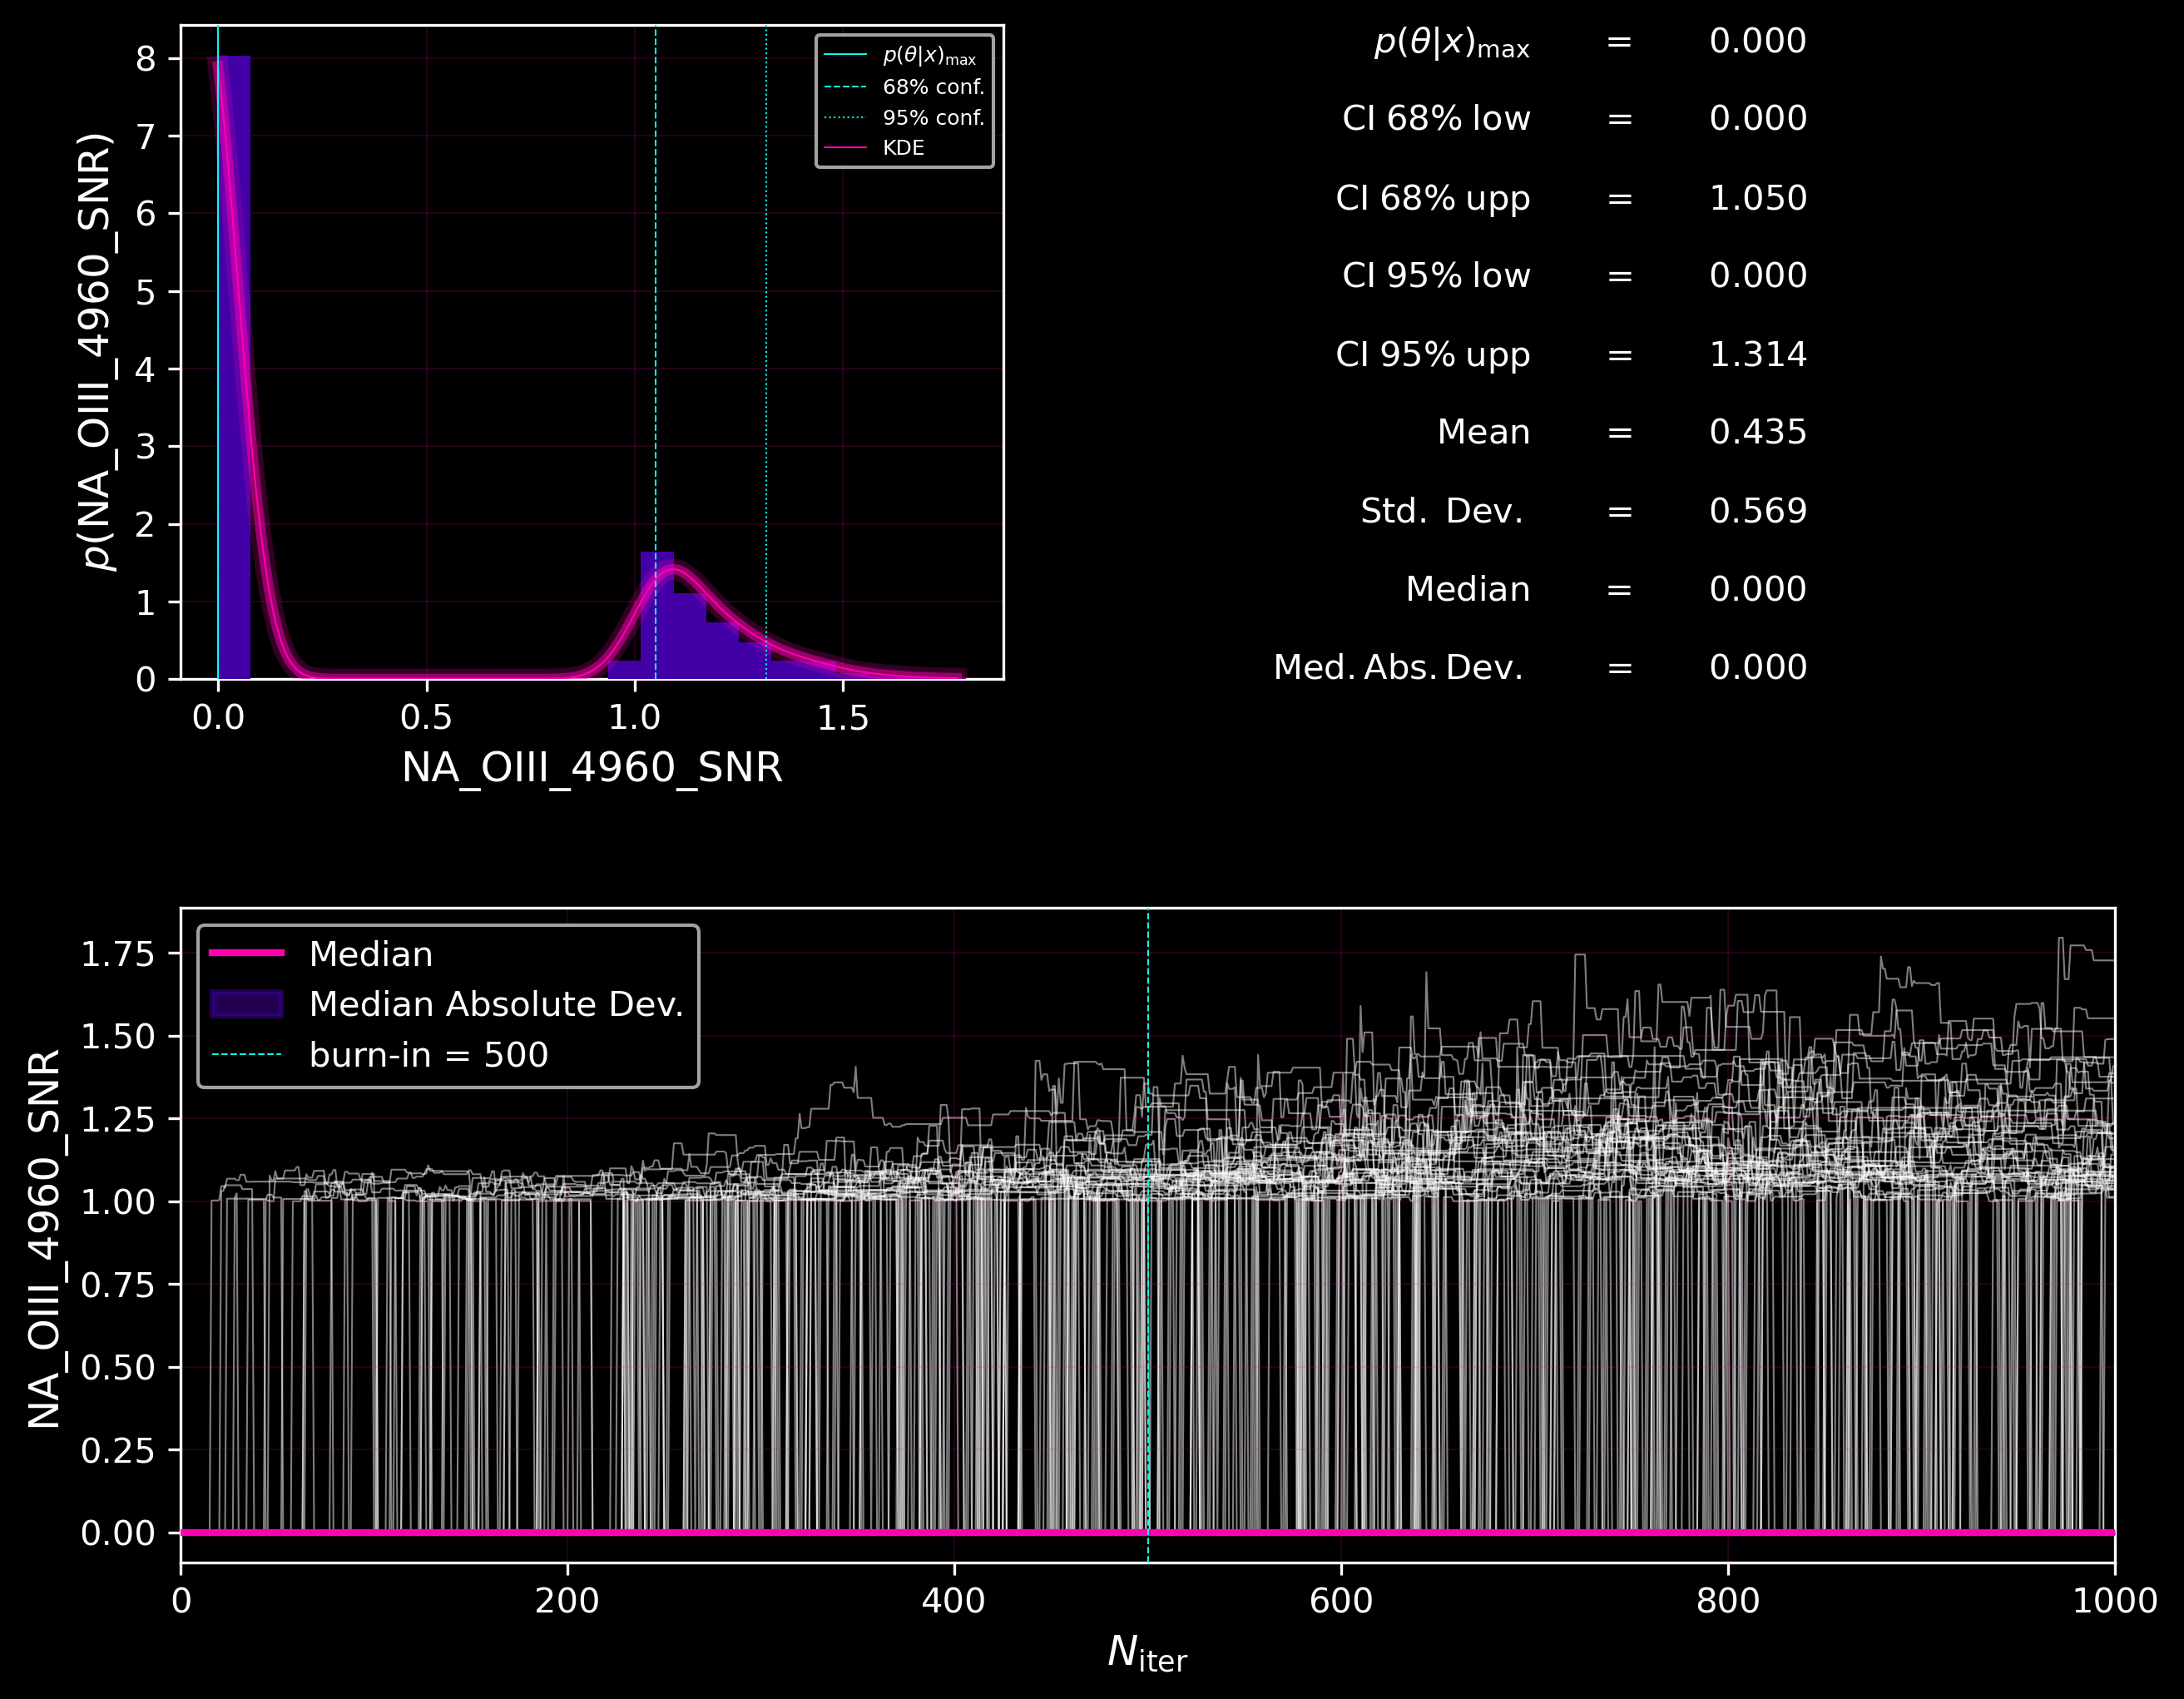 8
7
6
5
4
3
2
1
0
p(NA_OIII_4960_SNR)
p(θ|x)max
68% conf.
95% conf.
KDE
0.0 0.5 1.0 1.5
NA_OIII_4960_SNR
p(θ|x)max = 0.000
CI 68% low = 0.000
CI 68% upp = 1.050
CI 95% low = 0.000
CI 95% upp = 1.314
Mean = 0.435
Std. Dev. = 0.569
Median = 0.000
Med. Abs. Dev. = 0.000
1.75
1.50
1.25
1.00
0.75
0.50
0.25
0.00
NA_OIII_4960_SNR
Median
Median Absolute Dev.
burn-in = 500
0 200 400 600 800 1000
Niter